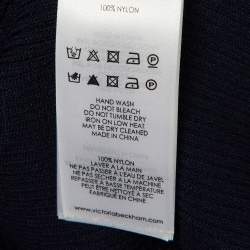 100% NYLON
HAND WASH
DO NOT BLEACH
DO NOT TUMBLE DRY
IRON ON LOW HEAT
MAY BE DRY CLEANED
MADE IN CHINA
100% NYLON
LAVER A LA MAIN
NE PAS PASSER A L'EAU DE JAVEL
NE PAS SECHER A LA MACHINE
REPASSER A BASSE TEMPERATURE
PEUT ETRE NETTOYE A SEC
FABRIQUE EN CHINE
www.victoriabeckham.com